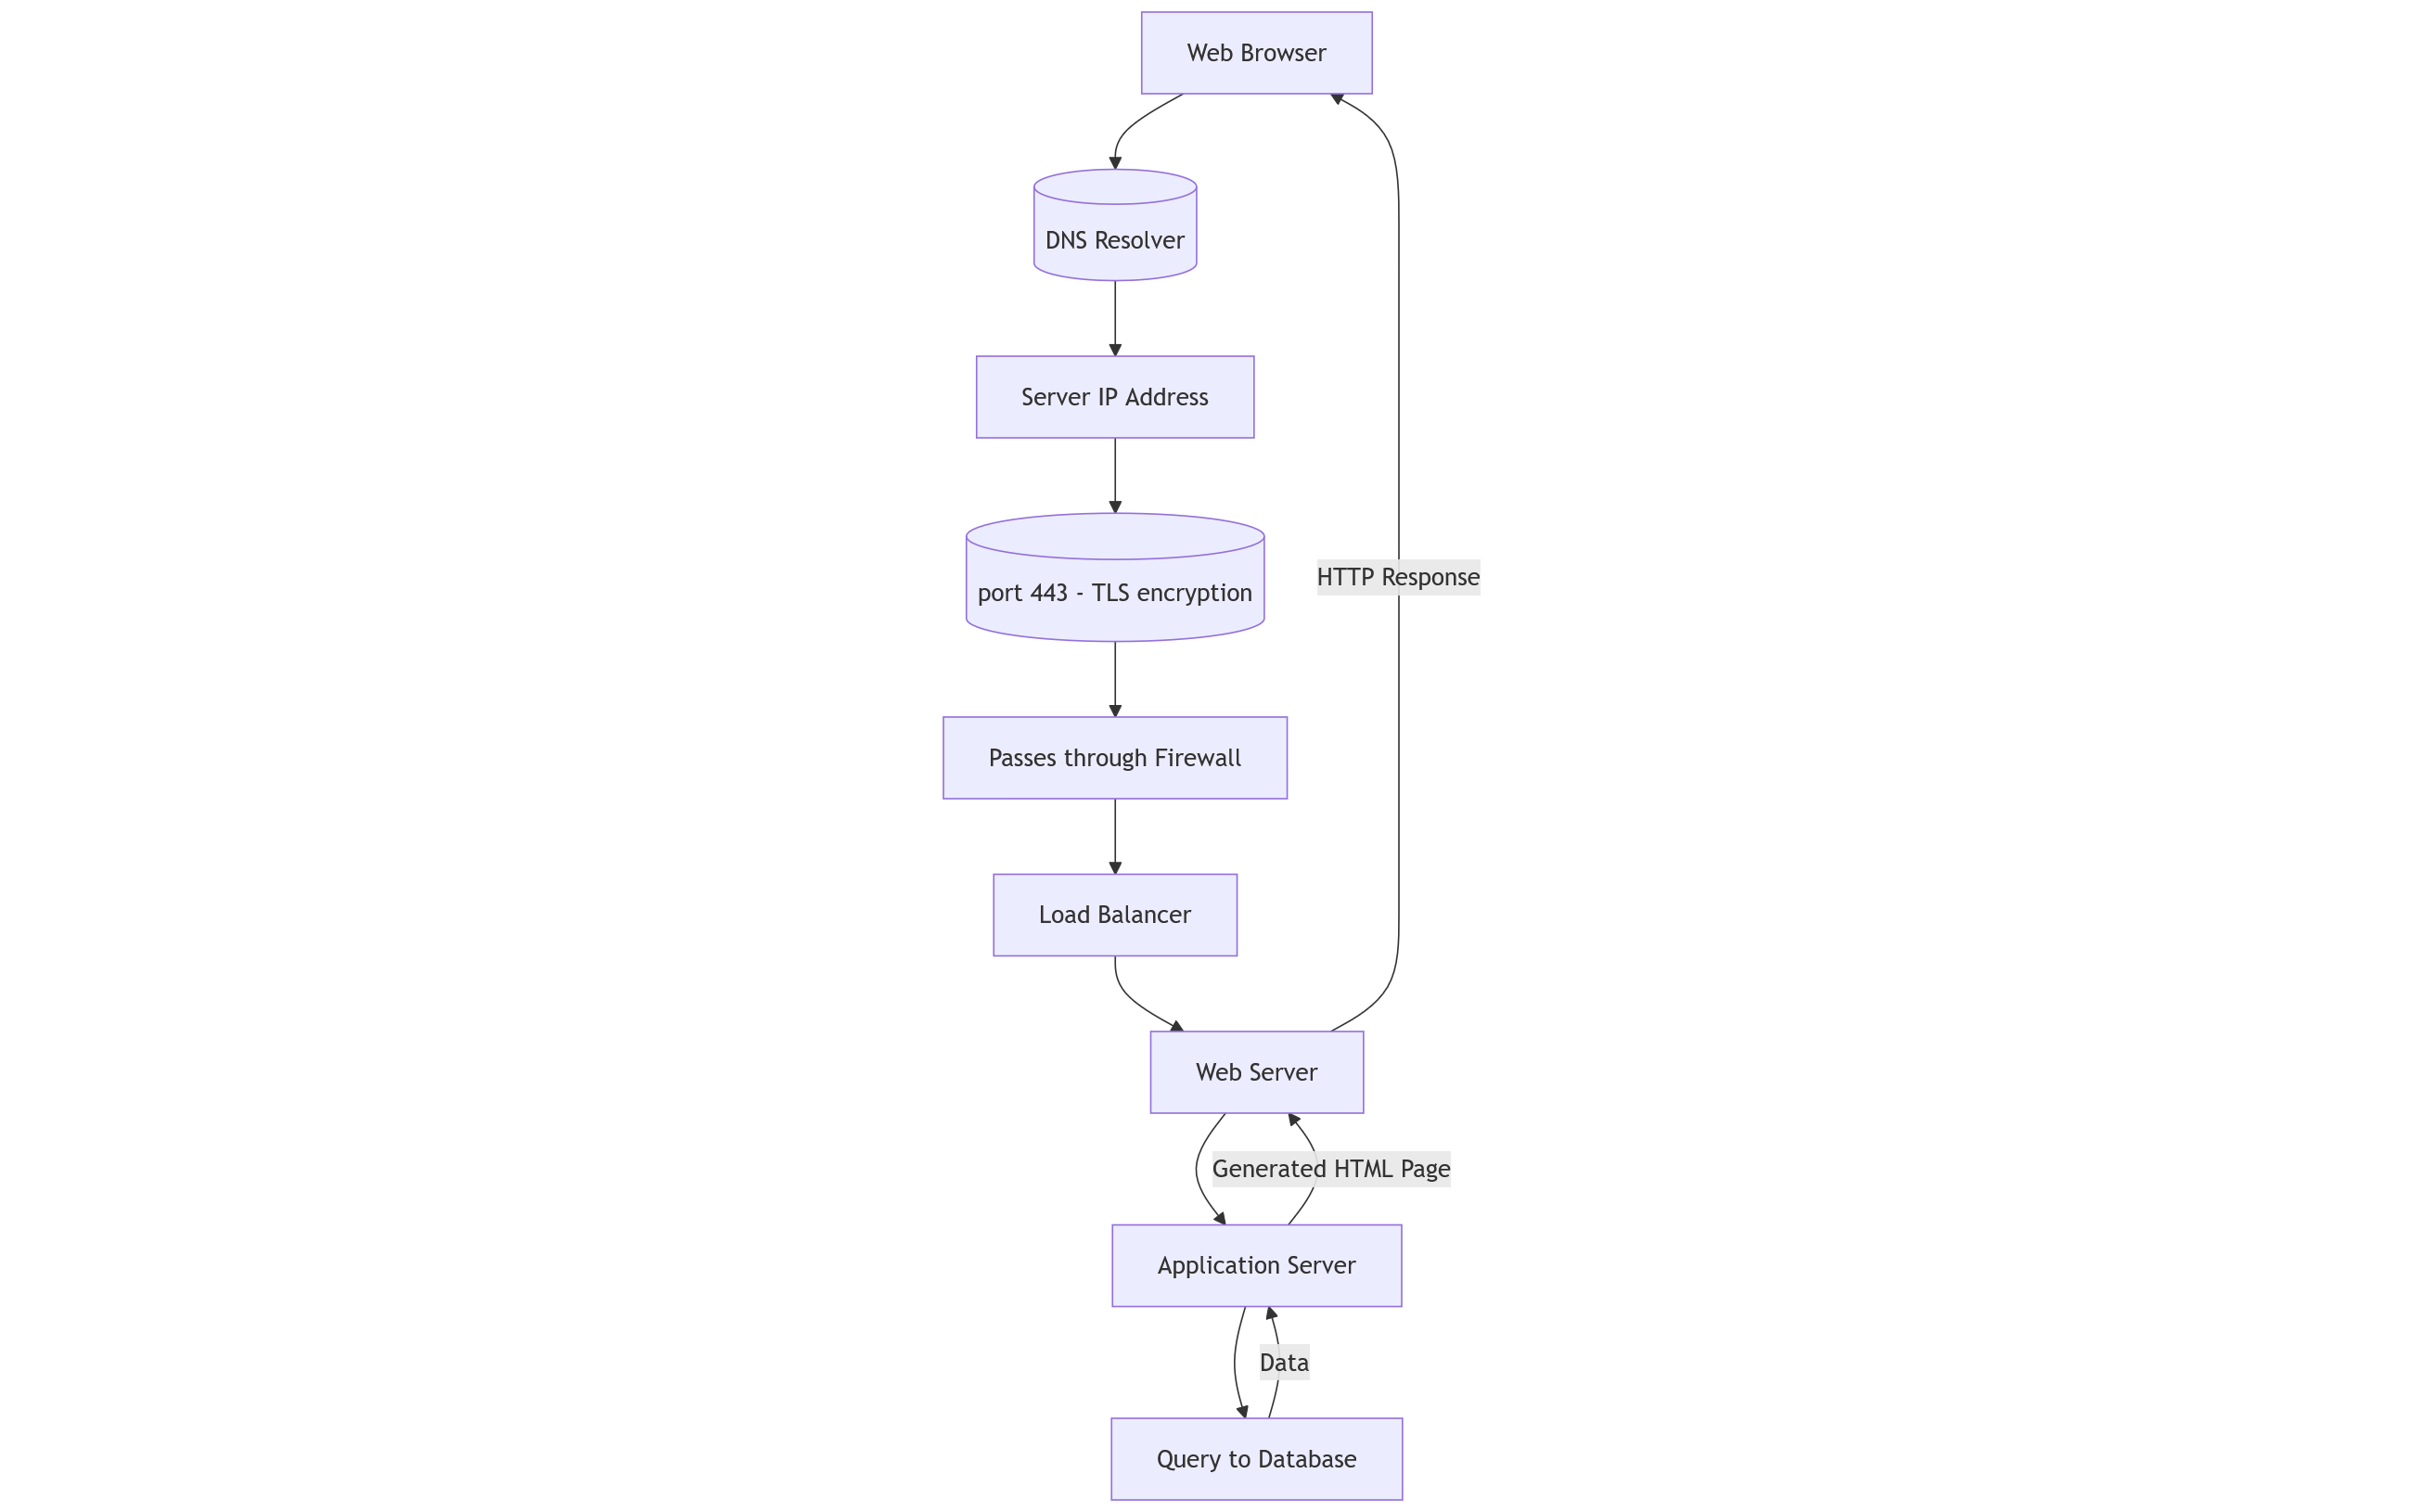 Web Browser
DNS Resolver
Server IP Address
port 443 - TLS encryption
HTTP Response
Passes through Firewall
Load Balancer
Web Server
Generated HTML Page
Application Server
Data
Query to Database